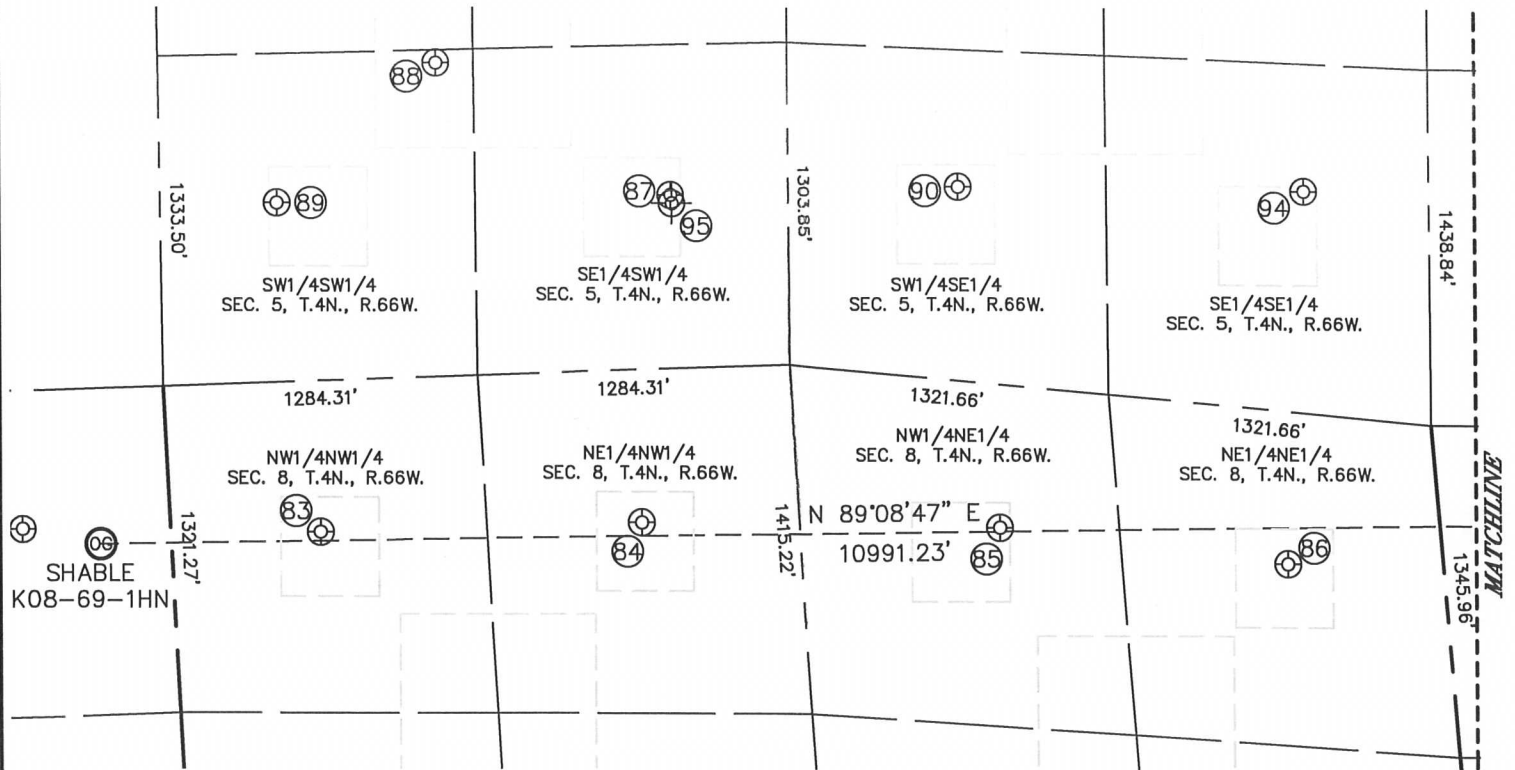 88
89
87
95
90
94
1333.50'
1303.85'
1438.84'
SW1/4SW1/4
SEC. 5, T.4N., R.66W.
SE1/4SW1/4
SEC. 5, T.4N., R.66W.
SW1/4SE1/4
SEC. 5, T.4N., R.66W.
SE1/4SE1/4
SEC. 5, T.4N., R.66W.
1284.31'
1284.31'
1321.66'
1321.66'
NW1/4NW1/4
SEC. 8, T.4N., R.66W.
NE1/4NW1/4
SEC. 8, T.4N., R.66W.
NW1/4NE1/4
SEC. 8, T.4N., R.66W.
NE1/4NE1/4
SEC. 8, T.4N., R.66W.
83
84
85
86
SHABLE
K08-69-1HN
1321.27'
1415.22'
N 89°08'47" E
10991.23'
1345.96'
MATCHLINE